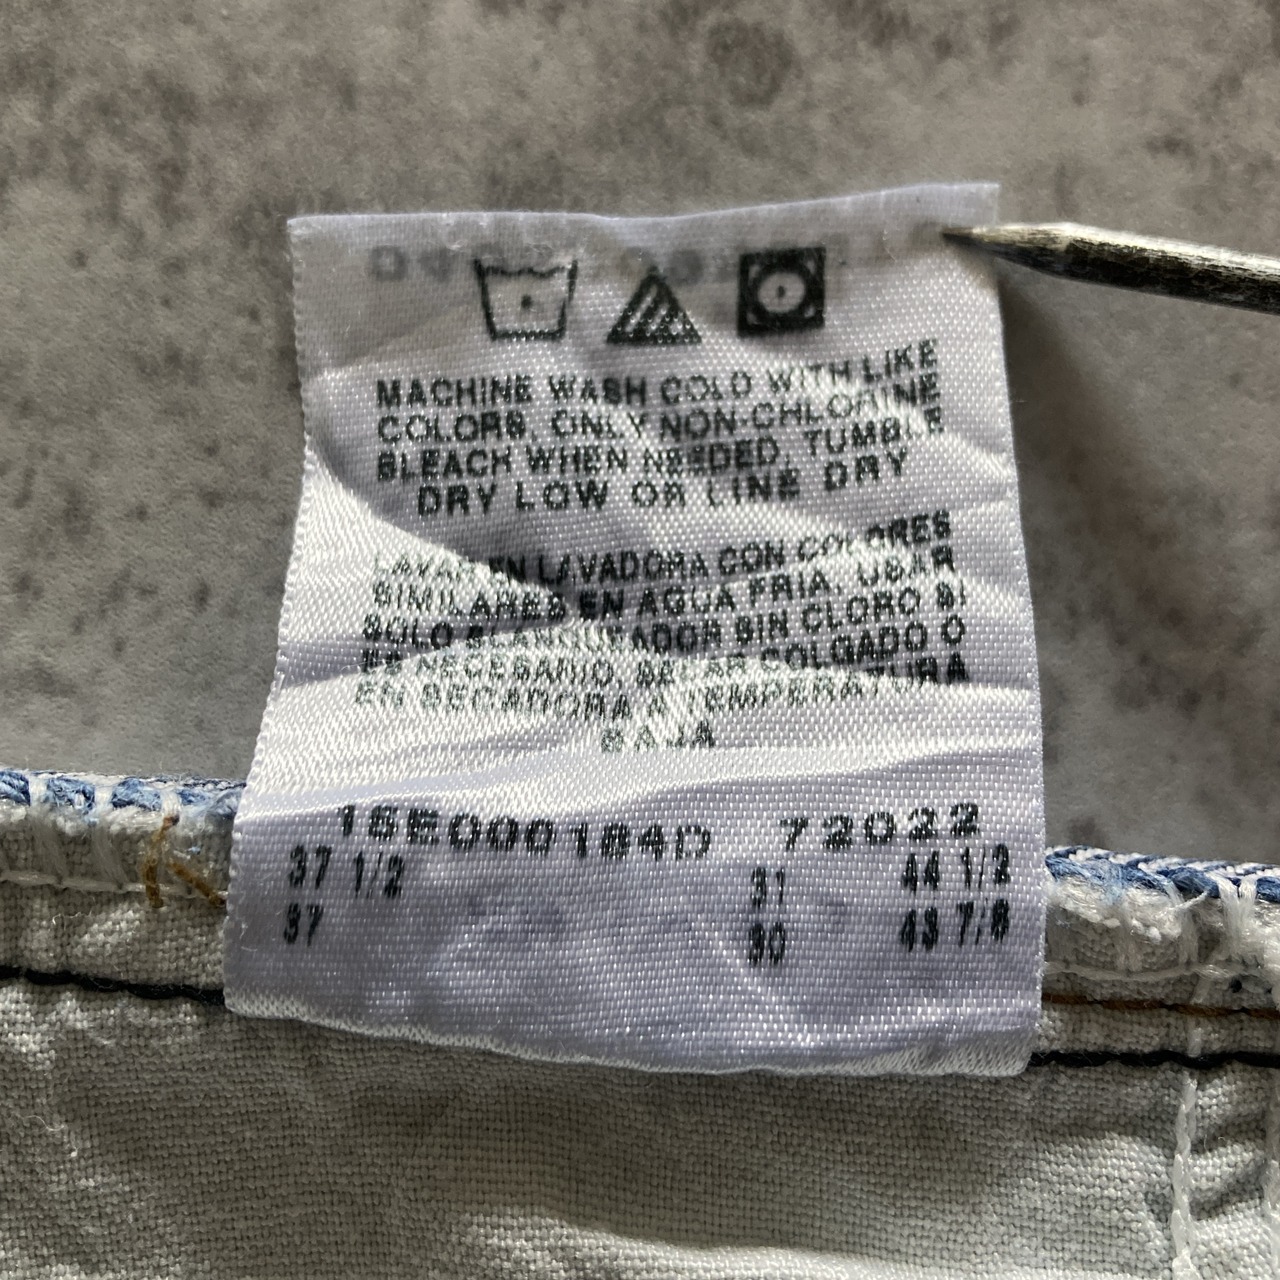 MACHINE WASH COLD WITH LIKE
COLORS. ONLY NON-CHLORINE
BLEACH WHEN NEEDED. TUMBLE
DRY LOW OR LINE DRY
LAVAR EN LAVADORA CON COLORES
SIMILARES EN AGUA FRIA. USAR
SOLO BLANQUEADOR SIN CLORO SI
ES NECESARIO. SECAR COLGADO O
EN SECADORA A TEMPERATURA
BAJA
72022
37 1/2 31 44 1/2
37 30 43 7/8